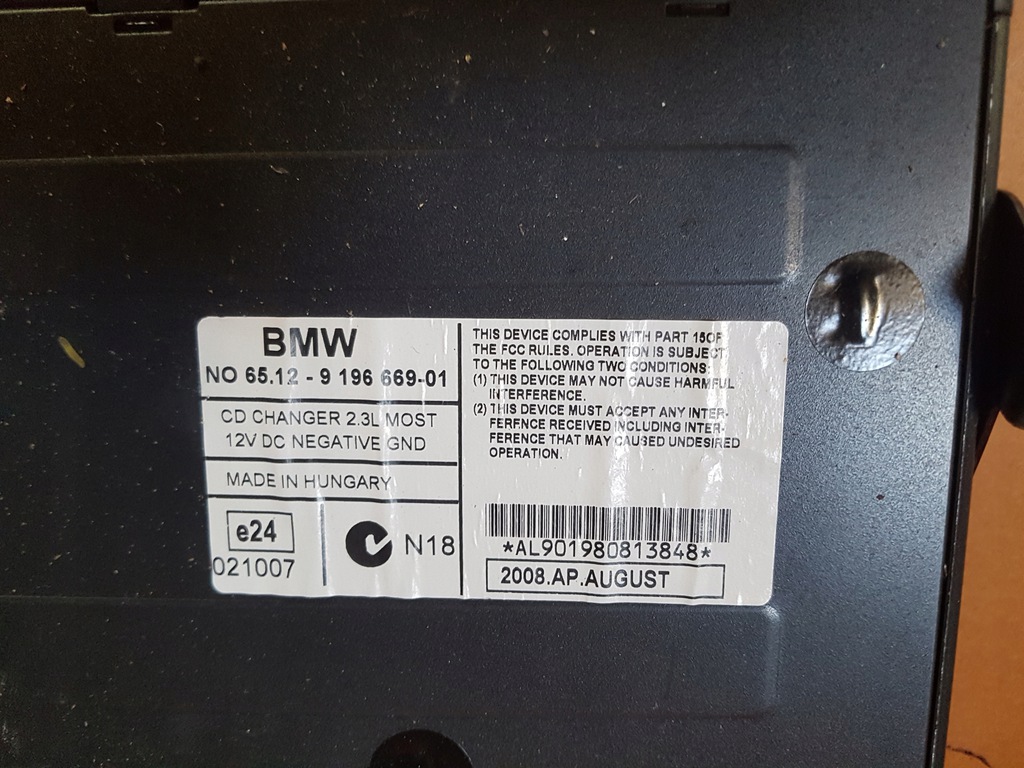 BMW
NO 65.12 - 9 196 669-01
CD CHANGER 2.3L MOST
12V DC NEGATIVE GND
MADE IN HUNGARY
e24
021007
N18
THIS DEVICE COMPLIES WITH PART 15OF
THE FCC RULES. OPERATION IS SUBJECT
TO THE FOLLOWING TWO CONDITIONS:
(1) THIS DEVICE MAY NOT CAUSE HARMFUL
INTERFERENCE.
(2) THIS DEVICE MUST ACCEPT ANY INTER-
FERFNCE RECEIVED INCLUDING INTER-
FERENCE THAT MAY CAUSED UNDESIRED
OPERATION.
*AL901980813848*
2008.AP.AUGUST